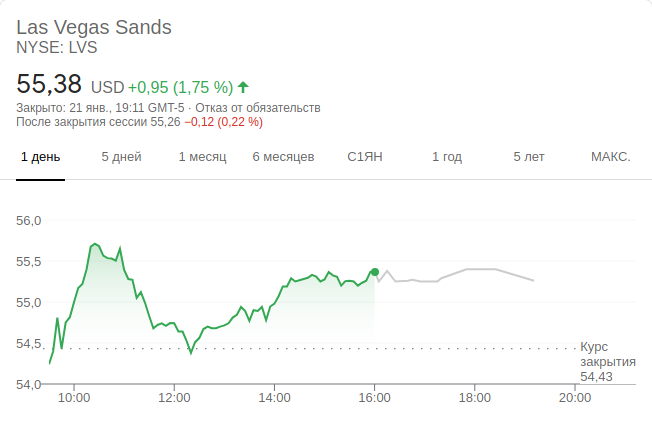 Las Vegas Sands
NYSE: LVS
55,38 USD +0,95 (1,75 %)
Закрыто: 21 янв., 19:11 GMT-5 · Отказ от обязательств
После закрытия сессии 55,26 −0,12 (0,22 %)
1 день 5 дней 1 месяц 6 месяцев С1ЯН 1 год 5 лет МАКС.
56,0
55,5
55,0
54,5
54,0
Курс
закрытия
54,43
10:00 12:00 14:00 16:00 18:00 20:00